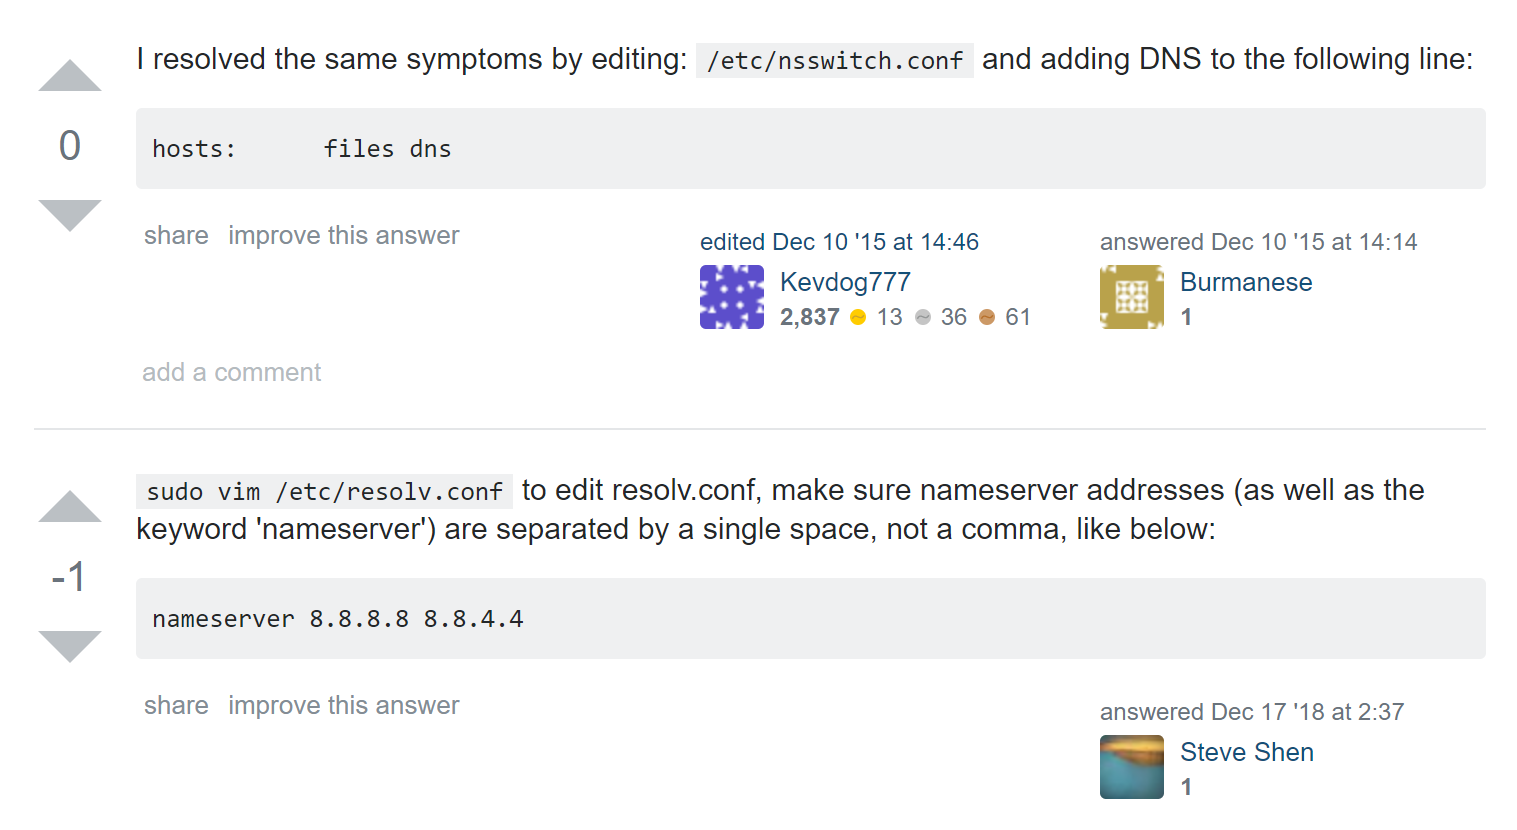 I resolved the same symptoms by editing: /etc/nsswitch.conf and adding DNS to the following line:
0
hosts:      files dns
share improve this answer
edited Dec 10 '15 at 14:46
Kevdog777
2,837 13 36 61
answered Dec 10 '15 at 14:14
Burmanese
1
add a comment
sudo vim /etc/resolv.conf to edit resolv.conf, make sure nameserver addresses (as well as the
keyword 'nameserver') are separated by a single space, not a comma, like below:
-1
nameserver 8.8.8.8 8.8.4.4
share improve this answer
answered Dec 17 '18 at 2:37
Steve Shen
1